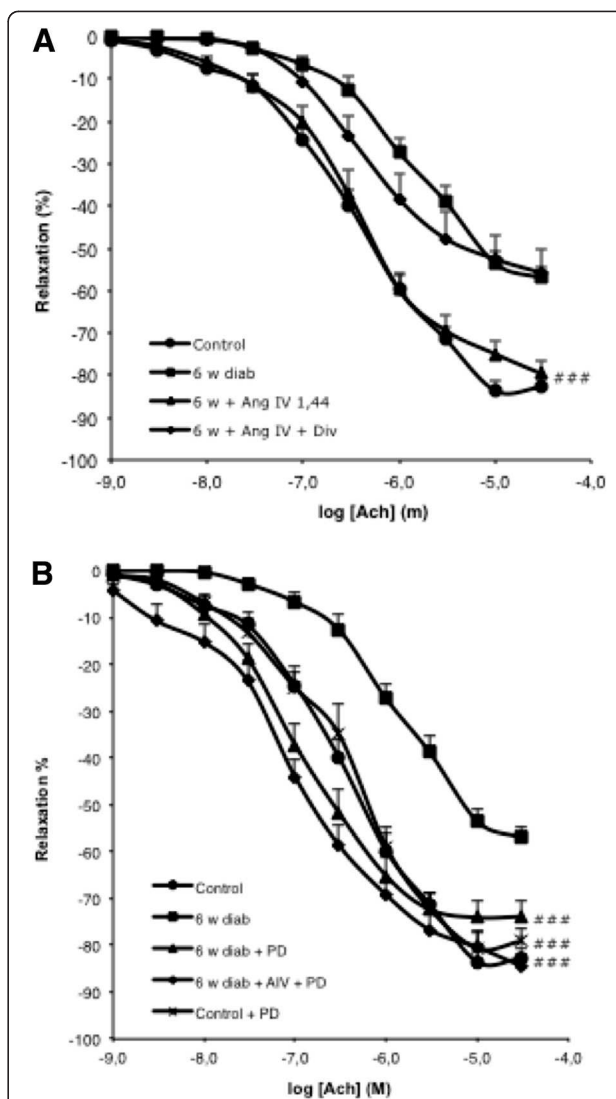 A
0
-10
-20
-30
-40
-50
-60
-70
-80
-90
-100
Relaxation (%)
Control
6 w diab
6 w + Ang IV 1,44
6 w + Ang IV + Div
###
-9,0 -8,0 -7,0 -6,0 -5,0 -4,0
log [Ach] (m)
B
0
-10
-20
-30
-40
-50
-60
-70
-80
-90
-100
Relaxation %
Control
6 w diab
6 w diab + PD
6 w diab + AIV + PD
Control + PD
###
###
###
-9,0 -8,0 -7,0 -6,0 -5,0 -4,0
log [Ach] (M)